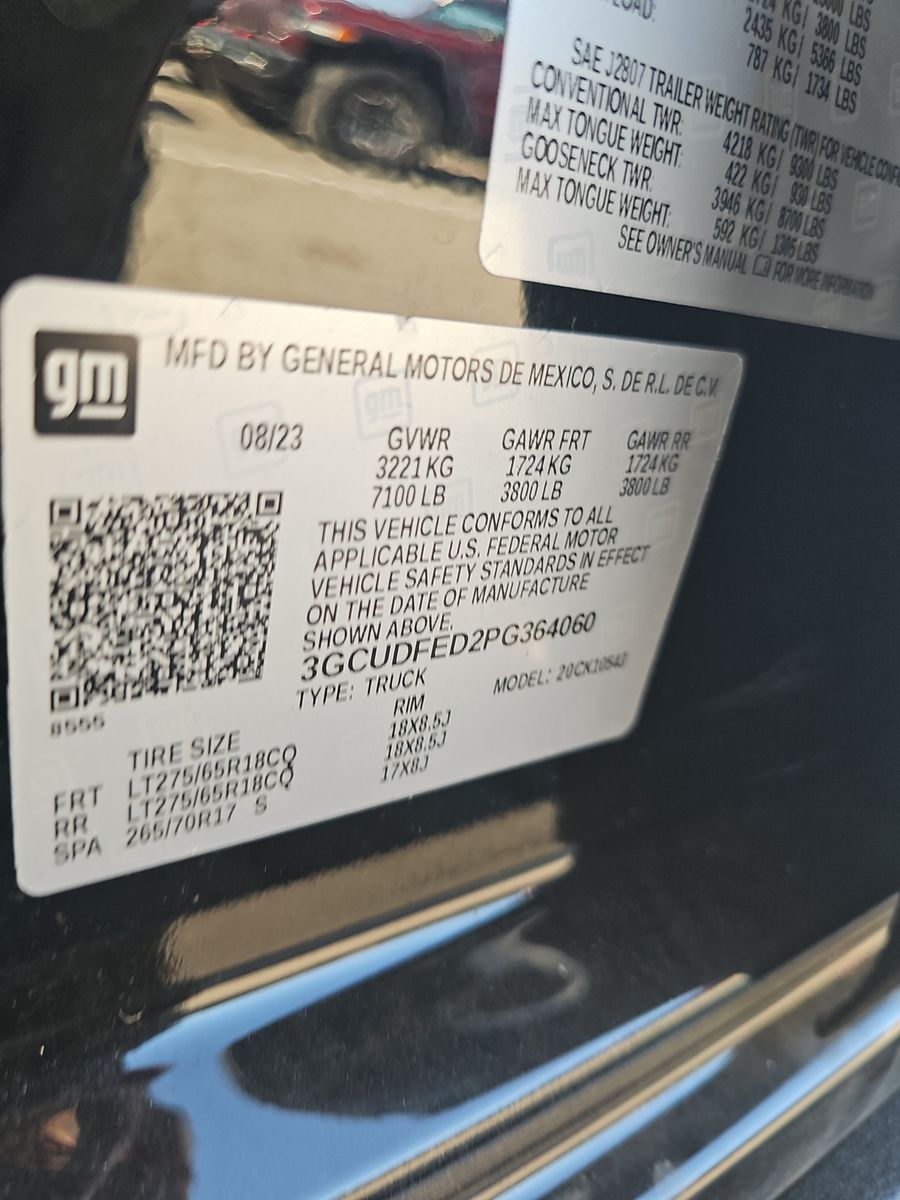 LOAD:
3800 LBS
2435 KG/ 5366 LBS
787 KG/ 1734 LBS
SAE J2807 TRAILER WEIGHT RATING (TWR) FOR VEHICLE
CONVENTIONAL TWR: 4218 KG/ 9300 LBS
MAX TONGUE WEIGHT: 422 KG/ 930 LBS
GOOSENECK TWR: 3946 KG/ 8700 LBS
MAX TONGUE WEIGHT: 592 KG/ 1305 LBS
SEE OWNER'S MANUAL FOR MORE INFORMATION
gm
MFD BY GENERAL MOTORS DE MEXICO, S. DE R.L. DE C.V.
08/23 GVWR GAWR FRT GAWR RR
3221 KG 1724 KG 1724 KG
7100 LB 3800 LB 3800 LB
THIS VEHICLE CONFORMS TO ALL
APPLICABLE U.S. FEDERAL MOTOR
VEHICLE SAFETY STANDARDS IN EFFECT
ON THE DATE OF MANUFACTURE
SHOWN ABOVE.
3GCUDFED2PG364060
TYPE: TRUCK MODEL: 20CK10543
8555
TIRE SIZE RIM
FRT LT275/65R18CQ 18X8.5J
RR LT275/65R18CQ 18X8.5J
SPA 265/70R17 S 17X8J